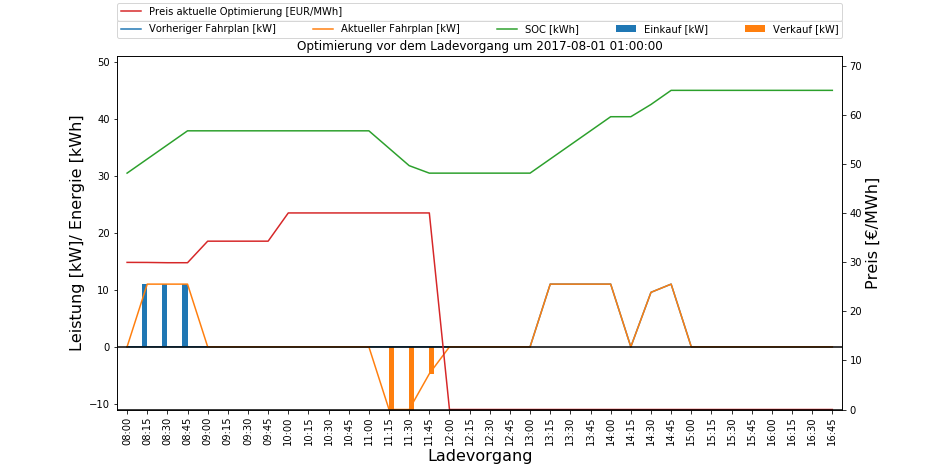 Preis aktuelle Optimierung [EUR/MWh]
Vorheriger Fahrplan [kW] Aktueller Fahrplan [kW] SOC [kWh] Einkauf [kW] Verkauf [kW]
Optimierung vor dem Ladevorgang um 2017-08-01 01:00:00
Leistung [kW]/ Energie [kWh]
50
40
30
20
10
0
−10
70
60
50
40
30
20
10
0
Preis [€/MWh]
08:00 08:15 08:30 08:45 09:00 09:15 09:30 09:45 10:00 10:15 10:30 10:45 11:00 11:15 11:30 11:45 12:00 12:15 12:30 12:45 13:00 13:15 13:30 13:45 14:00 14:15 14:30 14:45 15:00 15:15 15:30 15:45 16:00 16:15 16:30 16:45
Ladevorgang